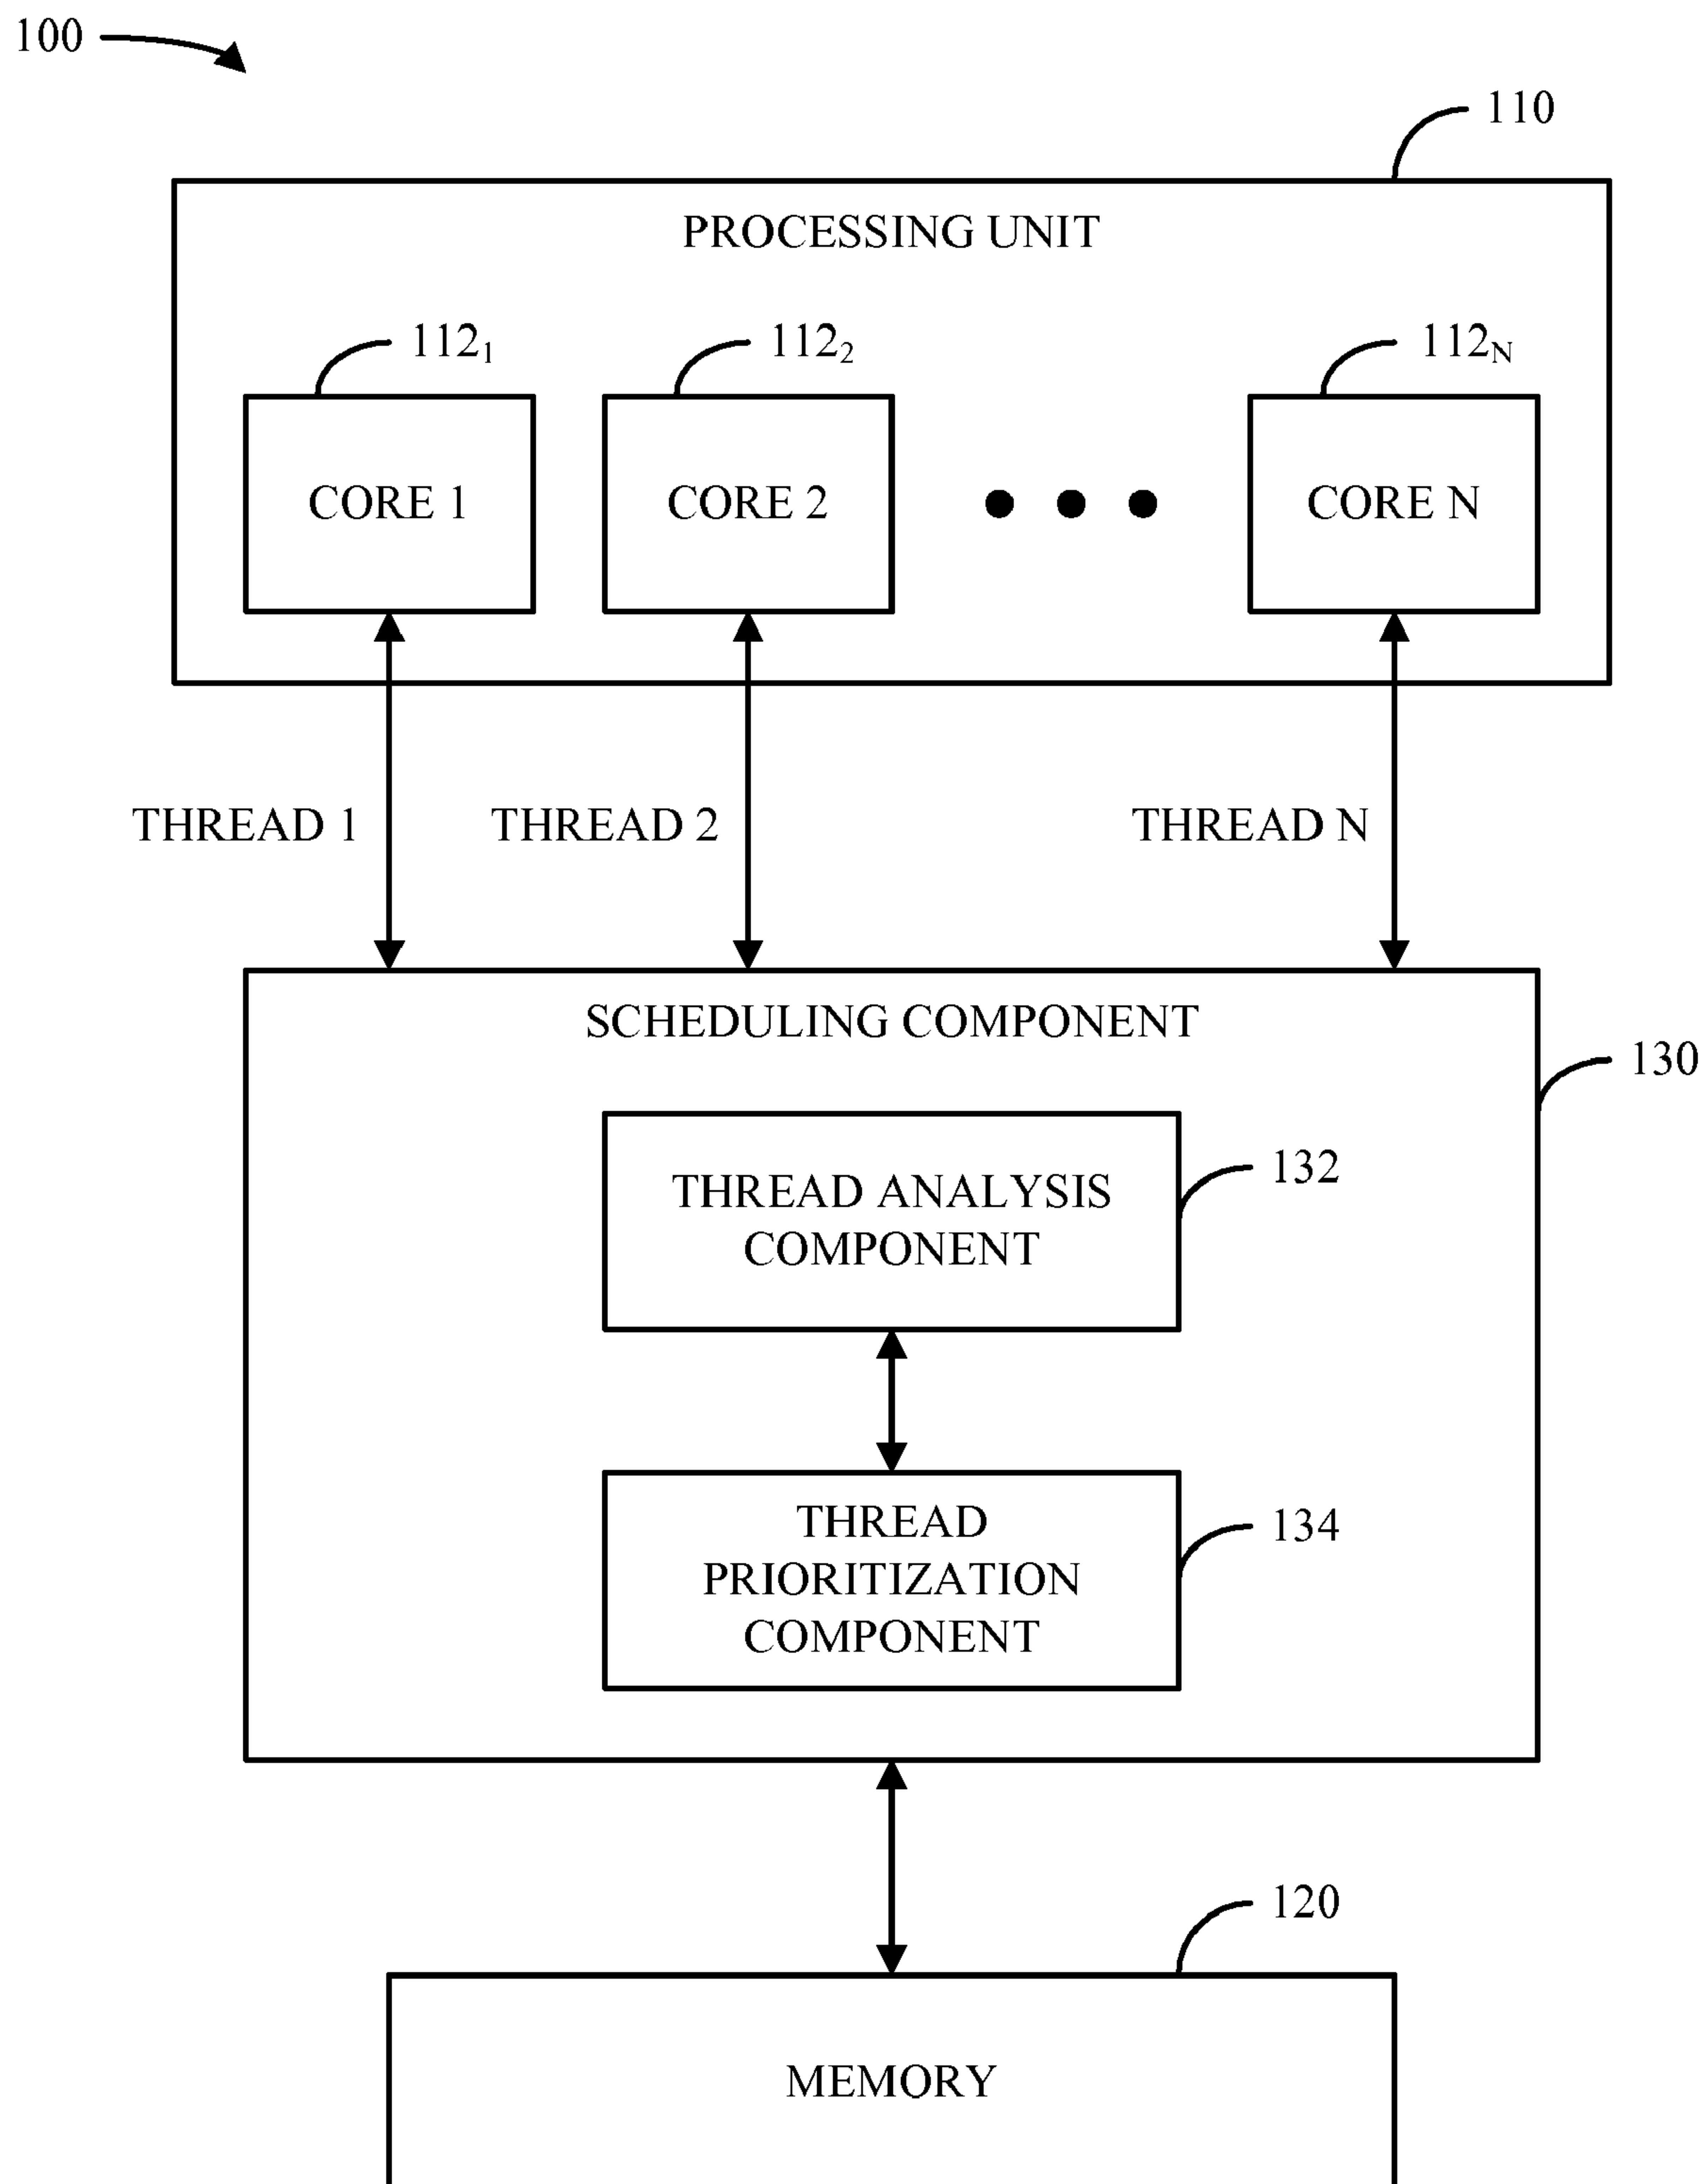 100
110
PROCESSING UNIT
112₁
112₂
112N
CORE 1
CORE 2
CORE N
THREAD 1
THREAD 2
THREAD N
SCHEDULING COMPONENT
130
THREAD ANALYSIS
COMPONENT
132
THREAD
PRIORITIZATION
COMPONENT
134
120
MEMORY